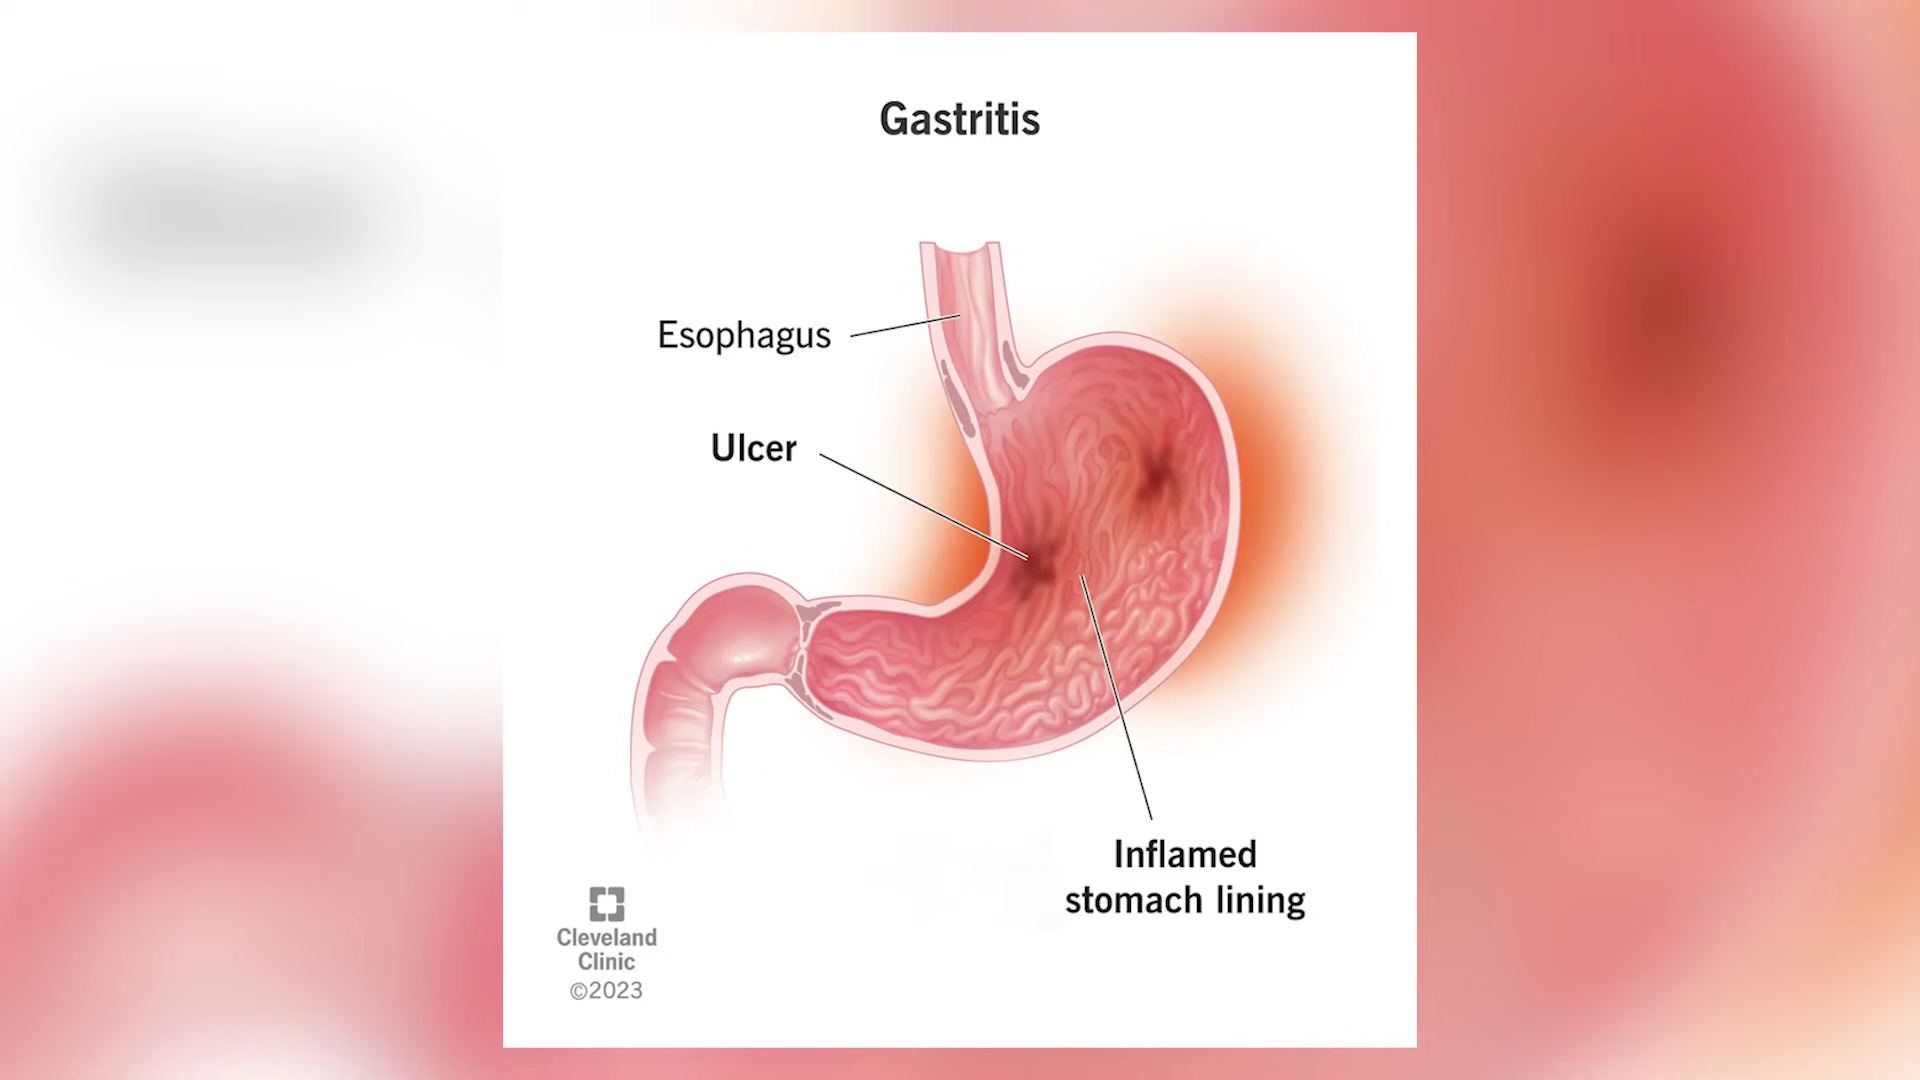 Gastritis
Esophagus
Ulcer
Inflamed
stomach lining
Cleveland
Clinic
©2023